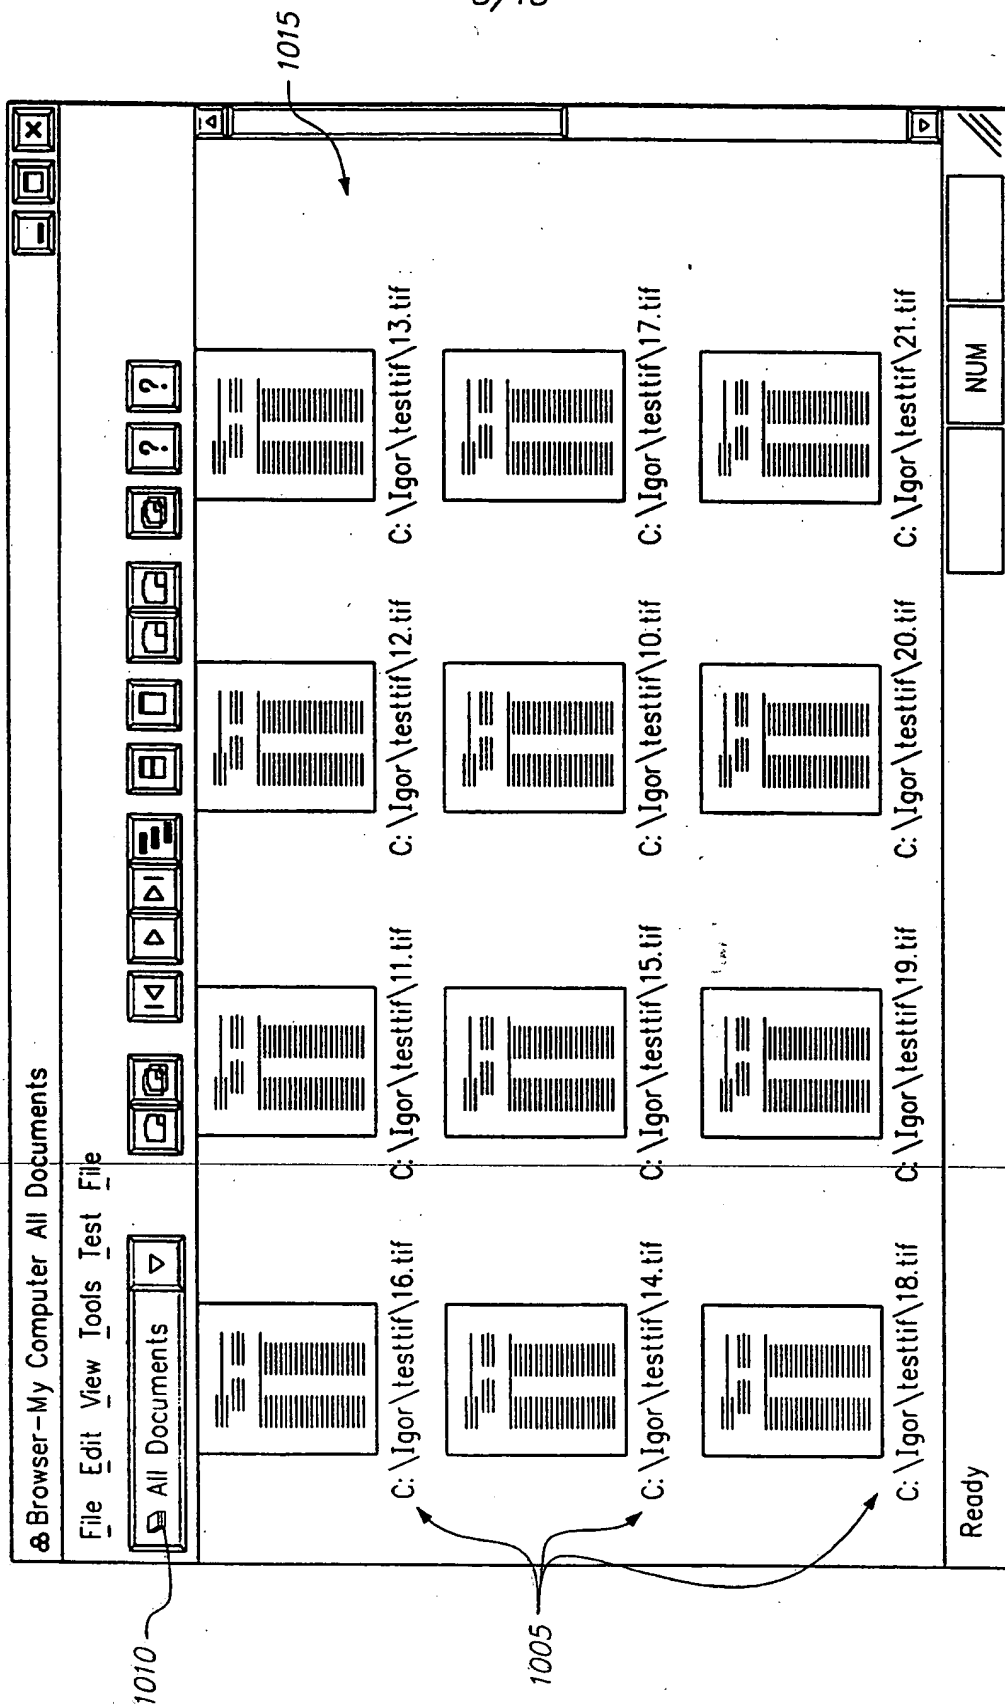 1015
Browser-My Computer All Documents
File Edit View Tools Test File
All Documents
? ?
1010
C:\Igor\testtif\16.tif C:\Igor\testtif\11.tif C:\Igor\testtif\12.tif C:\Igor\testtif\13.tif
C:\Igor\testtif\14.tif C:\Igor\testtif\15.tif C:\Igor\testtif\10.tif C:\Igor\testtif\17.tif
1005
C:\Igor\testtif\18.tif C:\Igor\testtif\19.tif C:\Igor\testtif\20.tif C:\Igor\testtif\21.tif
Ready NUM